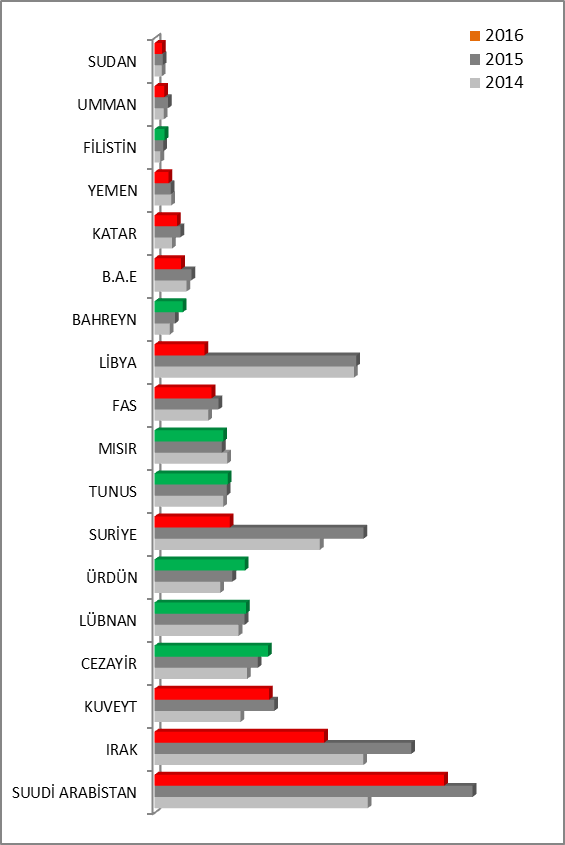 2016
2015
2014
SUDAN
UMMAN
FİLİSTİN
YEMEN
KATAR
B.A.E
BAHREYN
LİBYA
FAS
MISIR
TUNUS
SURİYE
ÜRDÜN
LÜBNAN
CEZAYİR
KUVEYT
IRAK
SUUDİ ARABİSTAN